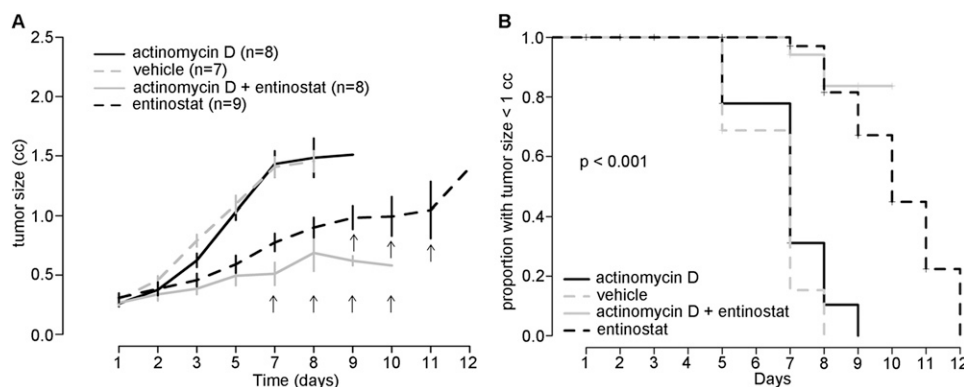 A
2.5
2.0
1.5
1.0
0.5
0.0
tumor size (cc)
actinomycin D (n=8)
vehicle (n=7)
actinomycin D + entinostat (n=8)
entinostat (n=9)
1 2 3 5 6 7 8 9 10 11 12
Time (days)
B
1.0
0.8
0.6
0.4
0.2
0.0
proportion with tumor size < 1 cc
p < 0.001
actinomycin D
vehicle
actinomycin D + entinostat
entinostat
1 2 3 4 5 7 8 9 10 11 12
Days